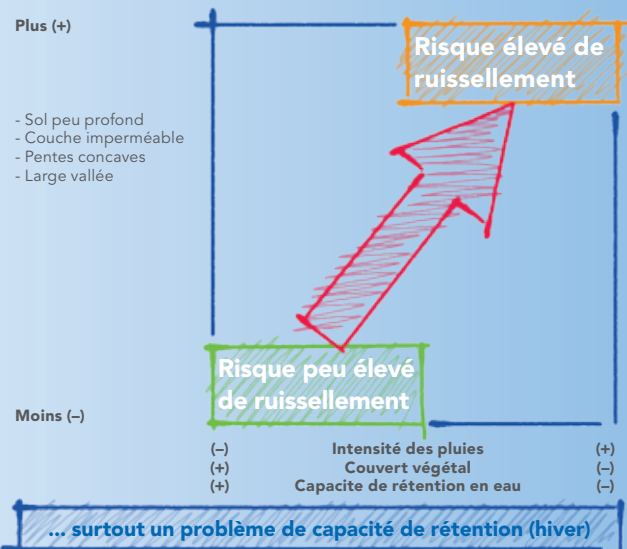 Plus (+)
Risque élevé de
ruissellement
- Sol peu profond
- Couche imperméable
- Pentes concaves
- Large vallée
Risque peu élevé
de ruissellement
Moins (–)
(–) Intensité des pluies (+)
(+) Couvert végétal (–)
(+) Capacite de rétention en eau (–)
... surtout un problème de capacité de rétention (hiver)